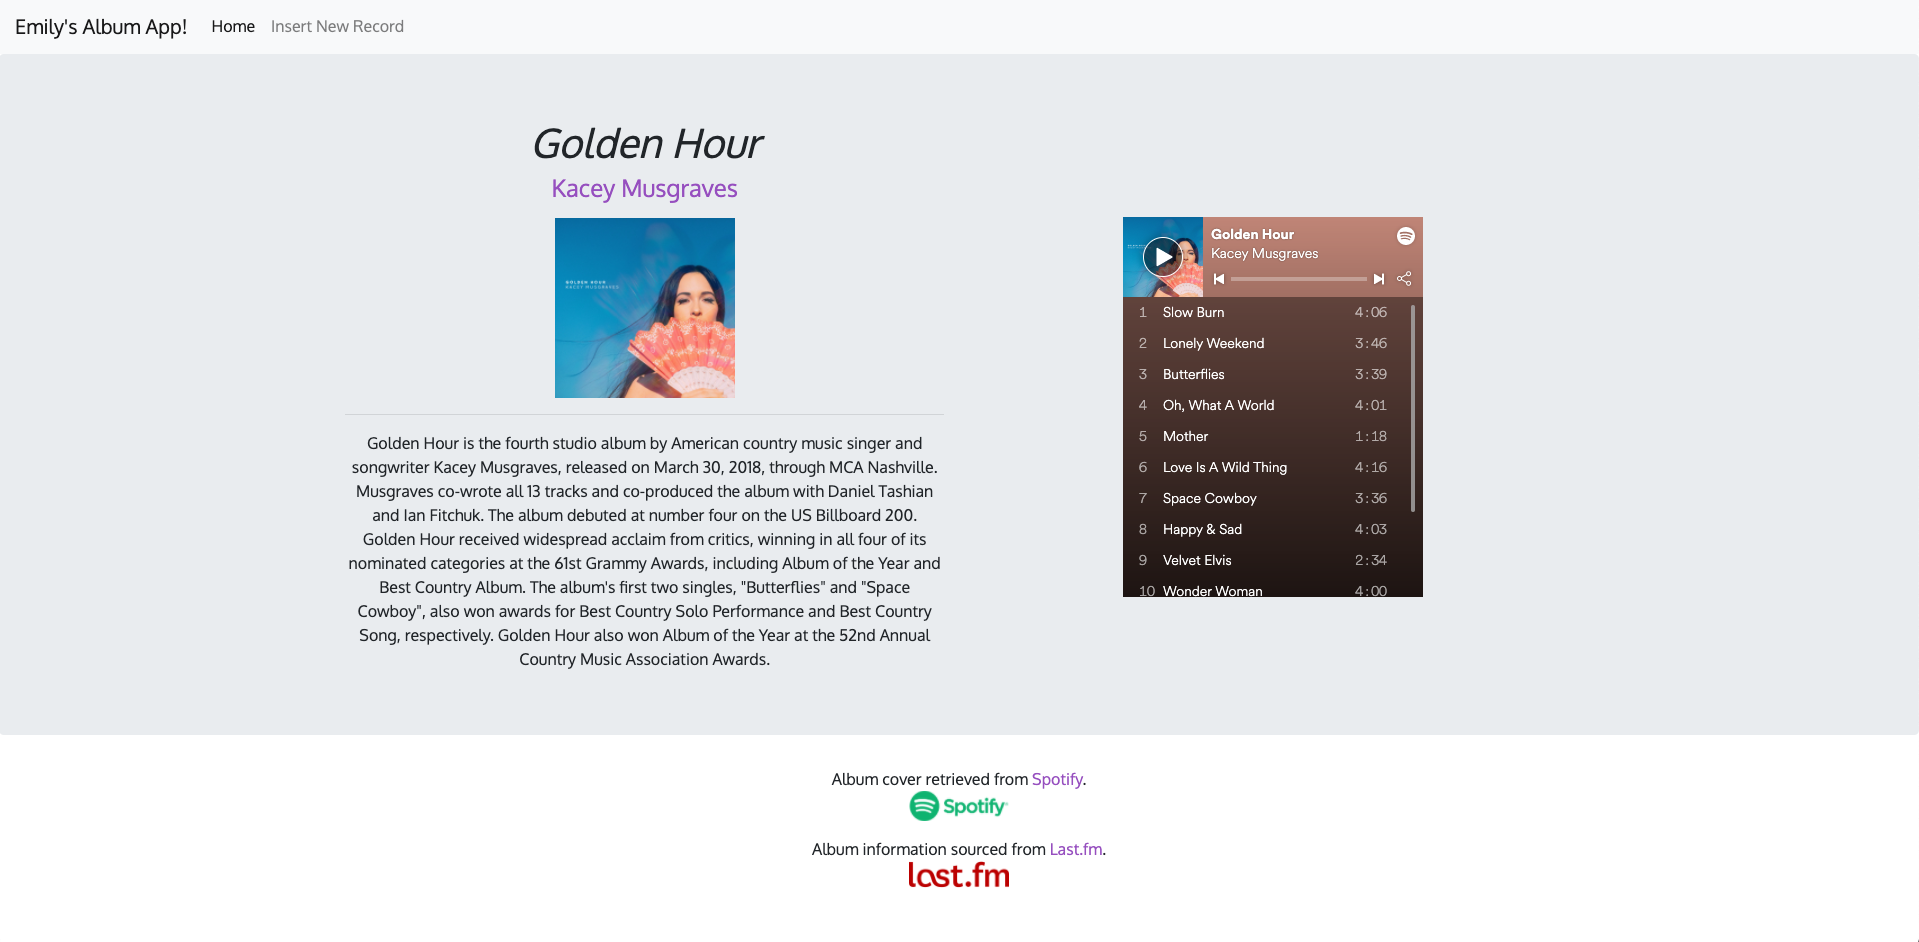 Emily's Album App! Home Insert New Record
Golden Hour
Kacey Musgraves
GOLDEN HOUR
KACEY MUSGRAVES
Golden Hour is the fourth studio album by American country music singer and
songwriter Kacey Musgraves, released on March 30, 2018, through MCA Nashville.
Musgraves co-wrote all 13 tracks and co-produced the album with Daniel Tashian
and Ian Fitchuk. The album debuted at number four on the US Billboard 200.
Golden Hour received widespread acclaim from critics, winning in all four of its
nominated categories at the 61st Grammy Awards, including Album of the Year and
Best Country Album. The album's first two singles, "Butterflies" and "Space
Cowboy", also won awards for Best Country Solo Performance and Best Country
Song, respectively. Golden Hour also won Album of the Year at the 52nd Annual
Country Music Association Awards.
Golden Hour
Kacey Musgraves
1 Slow Burn 4:06
2 Lonely Weekend 3:46
3 Butterflies 3:39
4 Oh, What A World 4:01
5 Mother 1:18
6 Love Is A Wild Thing 4:16
7 Space Cowboy 3:36
8 Happy & Sad 4:03
9 Velvet Elvis 2:34
10 Wonder Woman 4:00
Album cover retrieved from Spotify.
Spotify
Album information sourced from Last.fm.
last.fm